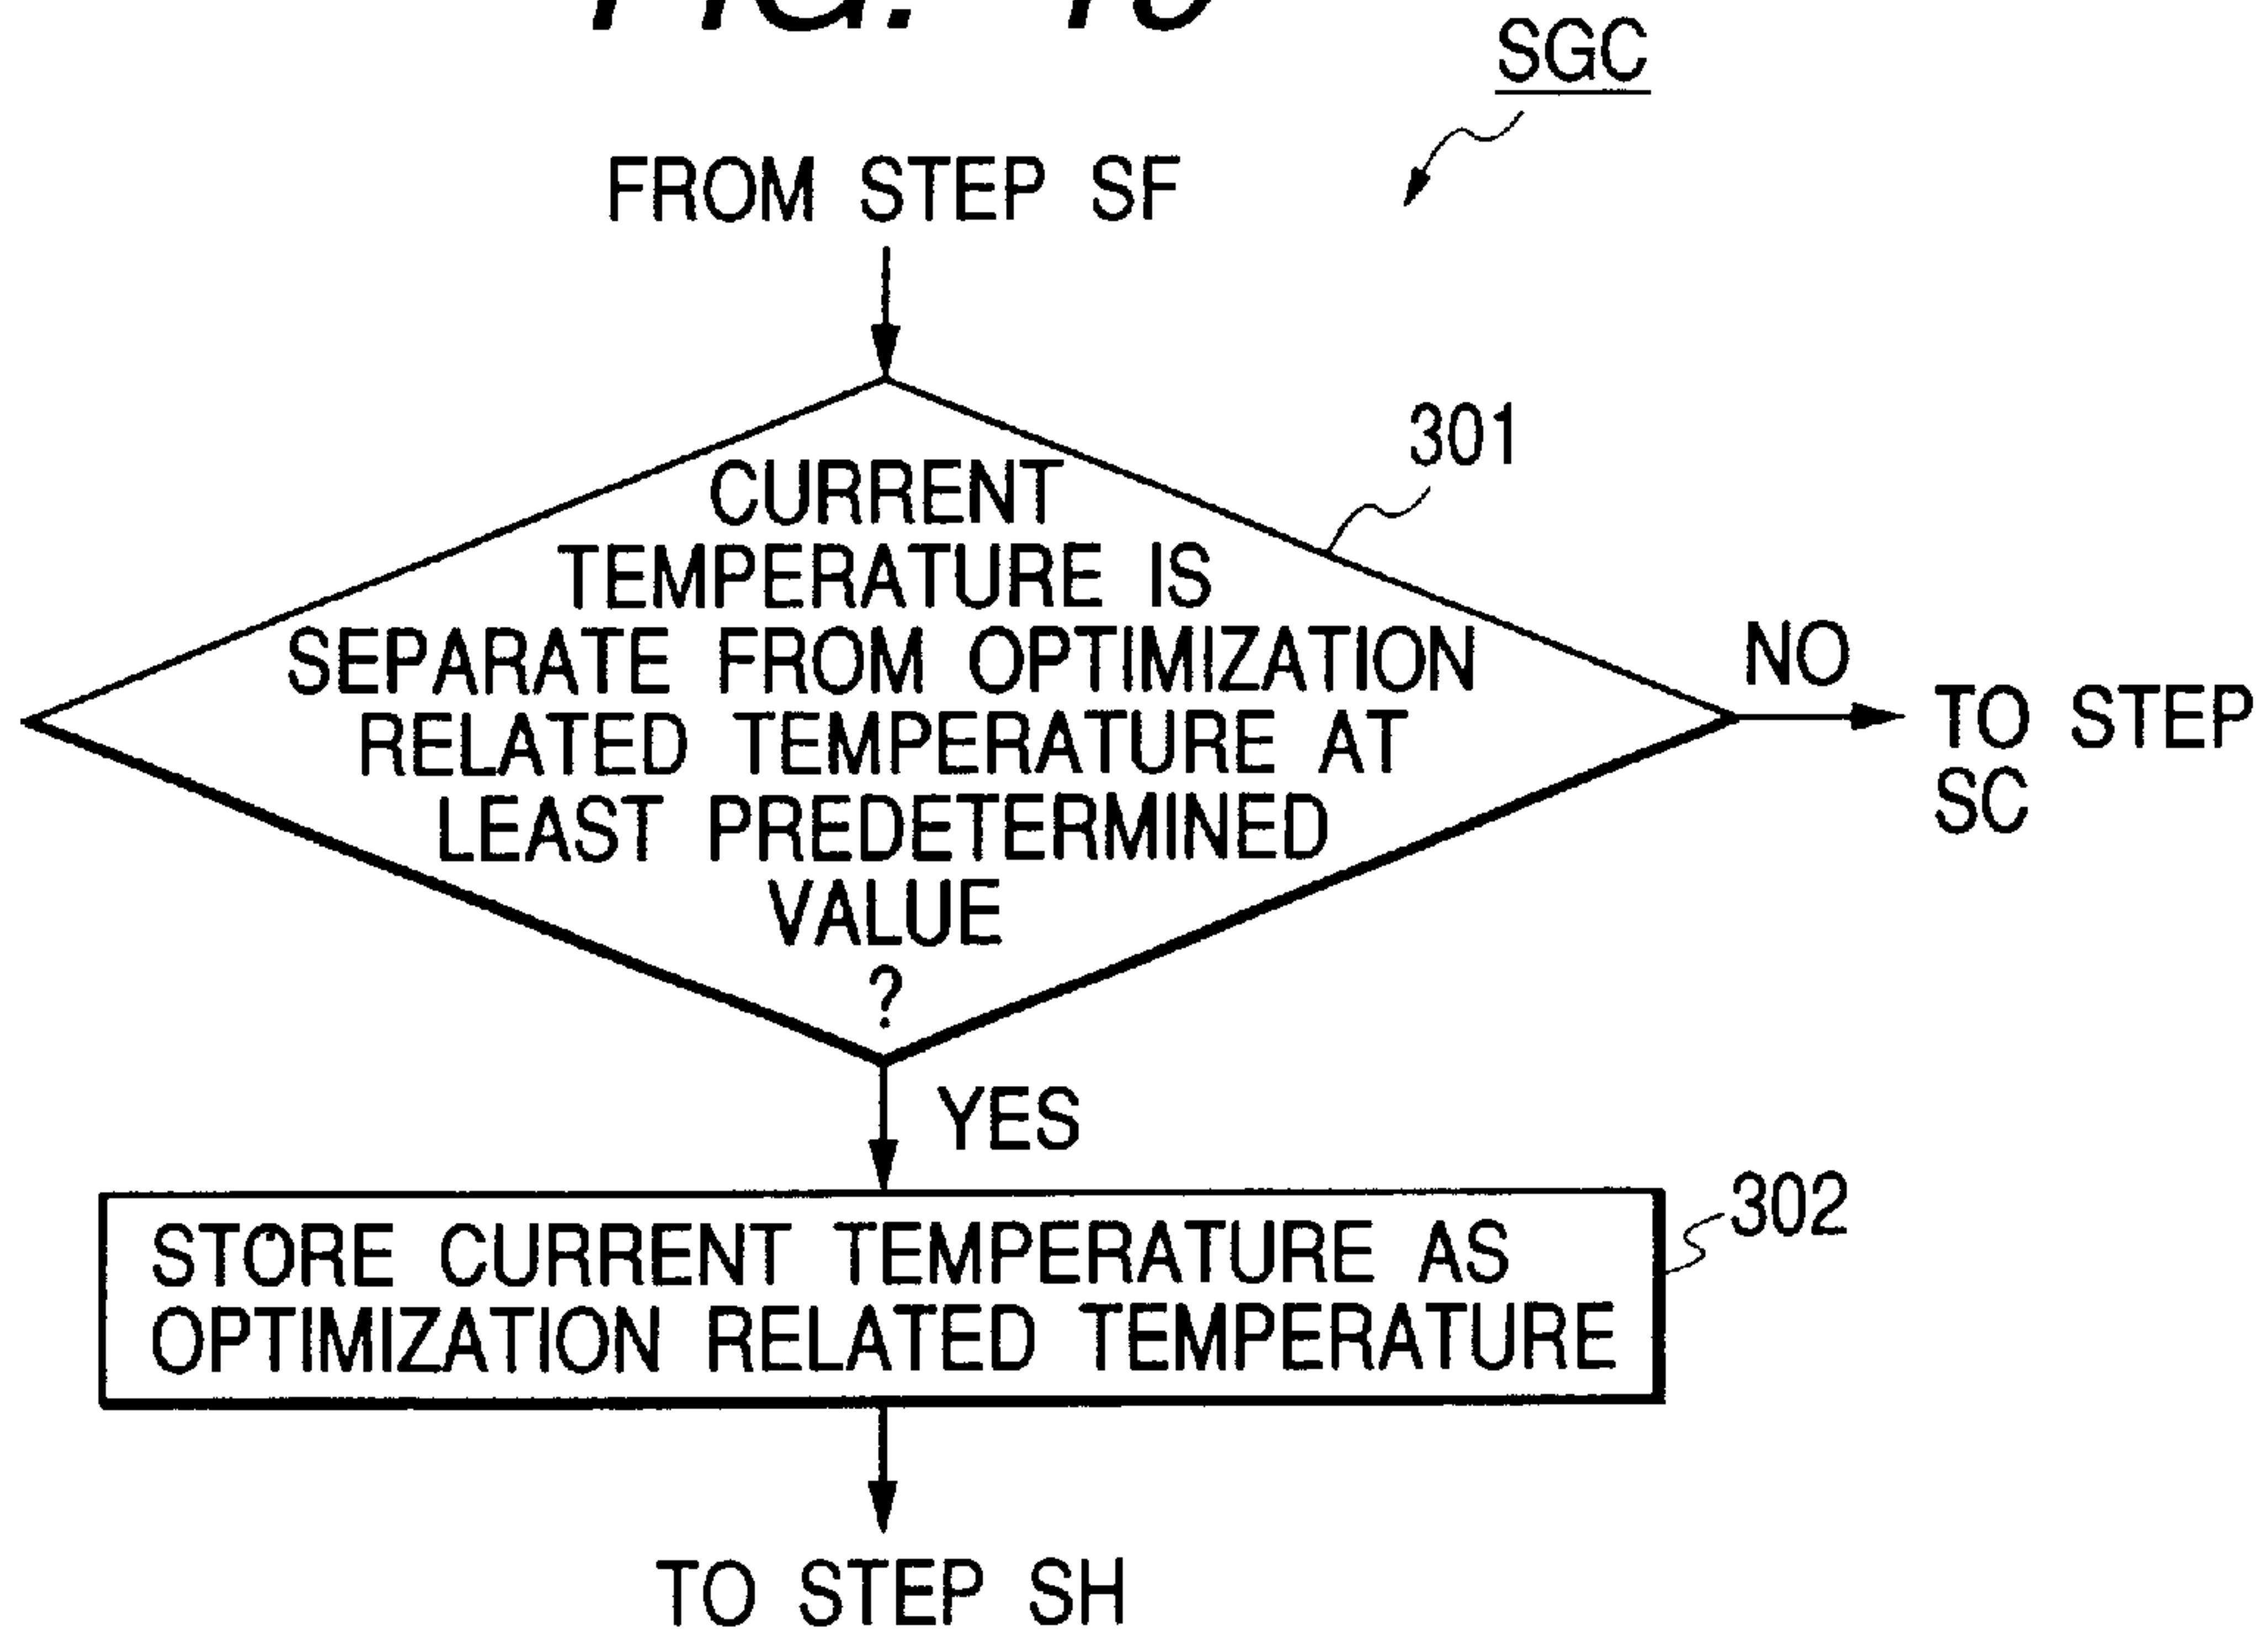 SGC
FROM STEP SF
301
CURRENT
TEMPERATURE IS
SEPARATE FROM OPTIMIZATION
RELATED TEMPERATURE AT
LEAST PREDETERMINED
VALUE
?
NO
TO STEP
SC
YES
302
STORE CURRENT TEMPERATURE AS
OPTIMIZATION RELATED TEMPERATURE
TO STEP SH